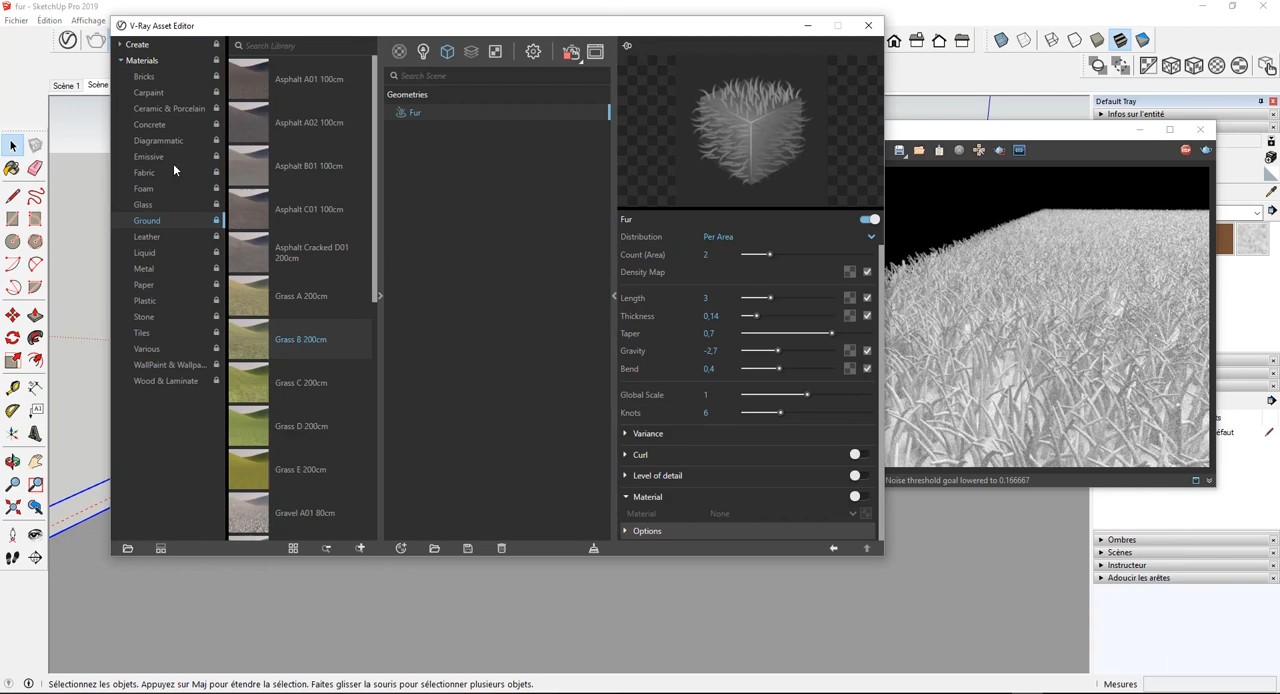 fur - SketchUp Pro 2019
Fichier Édition Affichage
V-Ray Asset Editor
Scène 1 Scène
Create
Materials
Bricks
Carpaint
Ceramic & Porcelain
Concrete
Diagrammatic
Emissive
Fabric
Foam
Glass
Ground
Leather
Liquid
Metal
Paper
Plastic
Stone
Tiles
Various
WallPaint & Wallpa...
Wood & Laminate
Search Library
Asphalt A01 100cm
Asphalt A02 100cm
Asphalt B01 100cm
Asphalt C01 100cm
Asphalt Cracked D01
200cm
Grass A 200cm
Grass B 200cm
Grass C 200cm
Grass D 200cm
Grass E 200cm
Gravel A01 80cm
Search Scene
Geometries
Fur
Fur
Distribution Per Area
Count (Area) 2
Density Map
Length 3
Thickness 0,14
Taper 0,7
Gravity -2,7
Bend 0,4
Global Scale 1
Knots 6
Variance
Curl
Level of detail
Material
Material None
Options
Noise threshold goal lowered to 0.166667
Default Tray
Infos sur l'entité
Ombres
Scènes
Instructeur
Adoucir les arêtes
Sélectionnez les objets. Appuyez sur Maj pour étendre la sélection. Faites glisser la souris pour sélectionner plusieurs objets.
Mesures